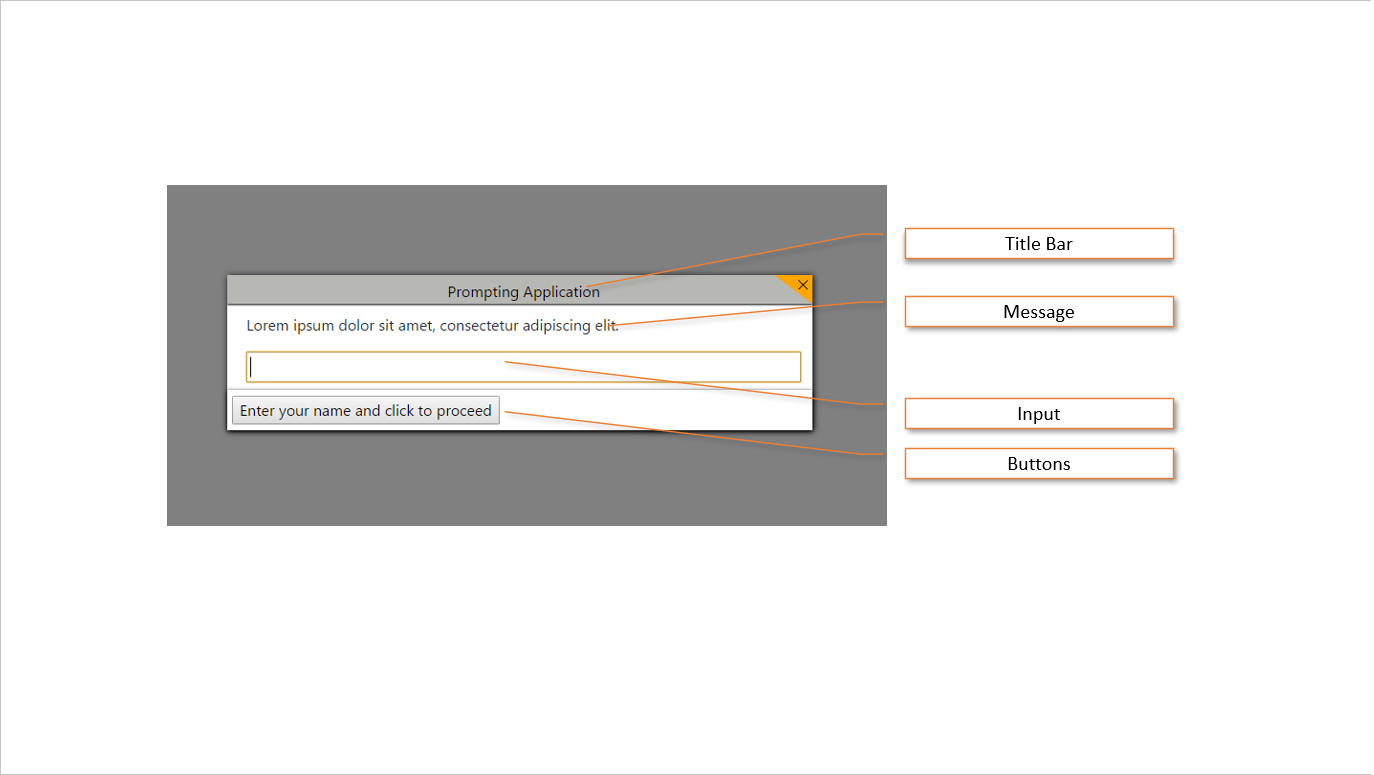 Title Bar
Prompting Application
Message
Lorem ipsum dolor sit amet, consectetur adipiscing elit.
Input
Enter your name and click to proceed
Buttons